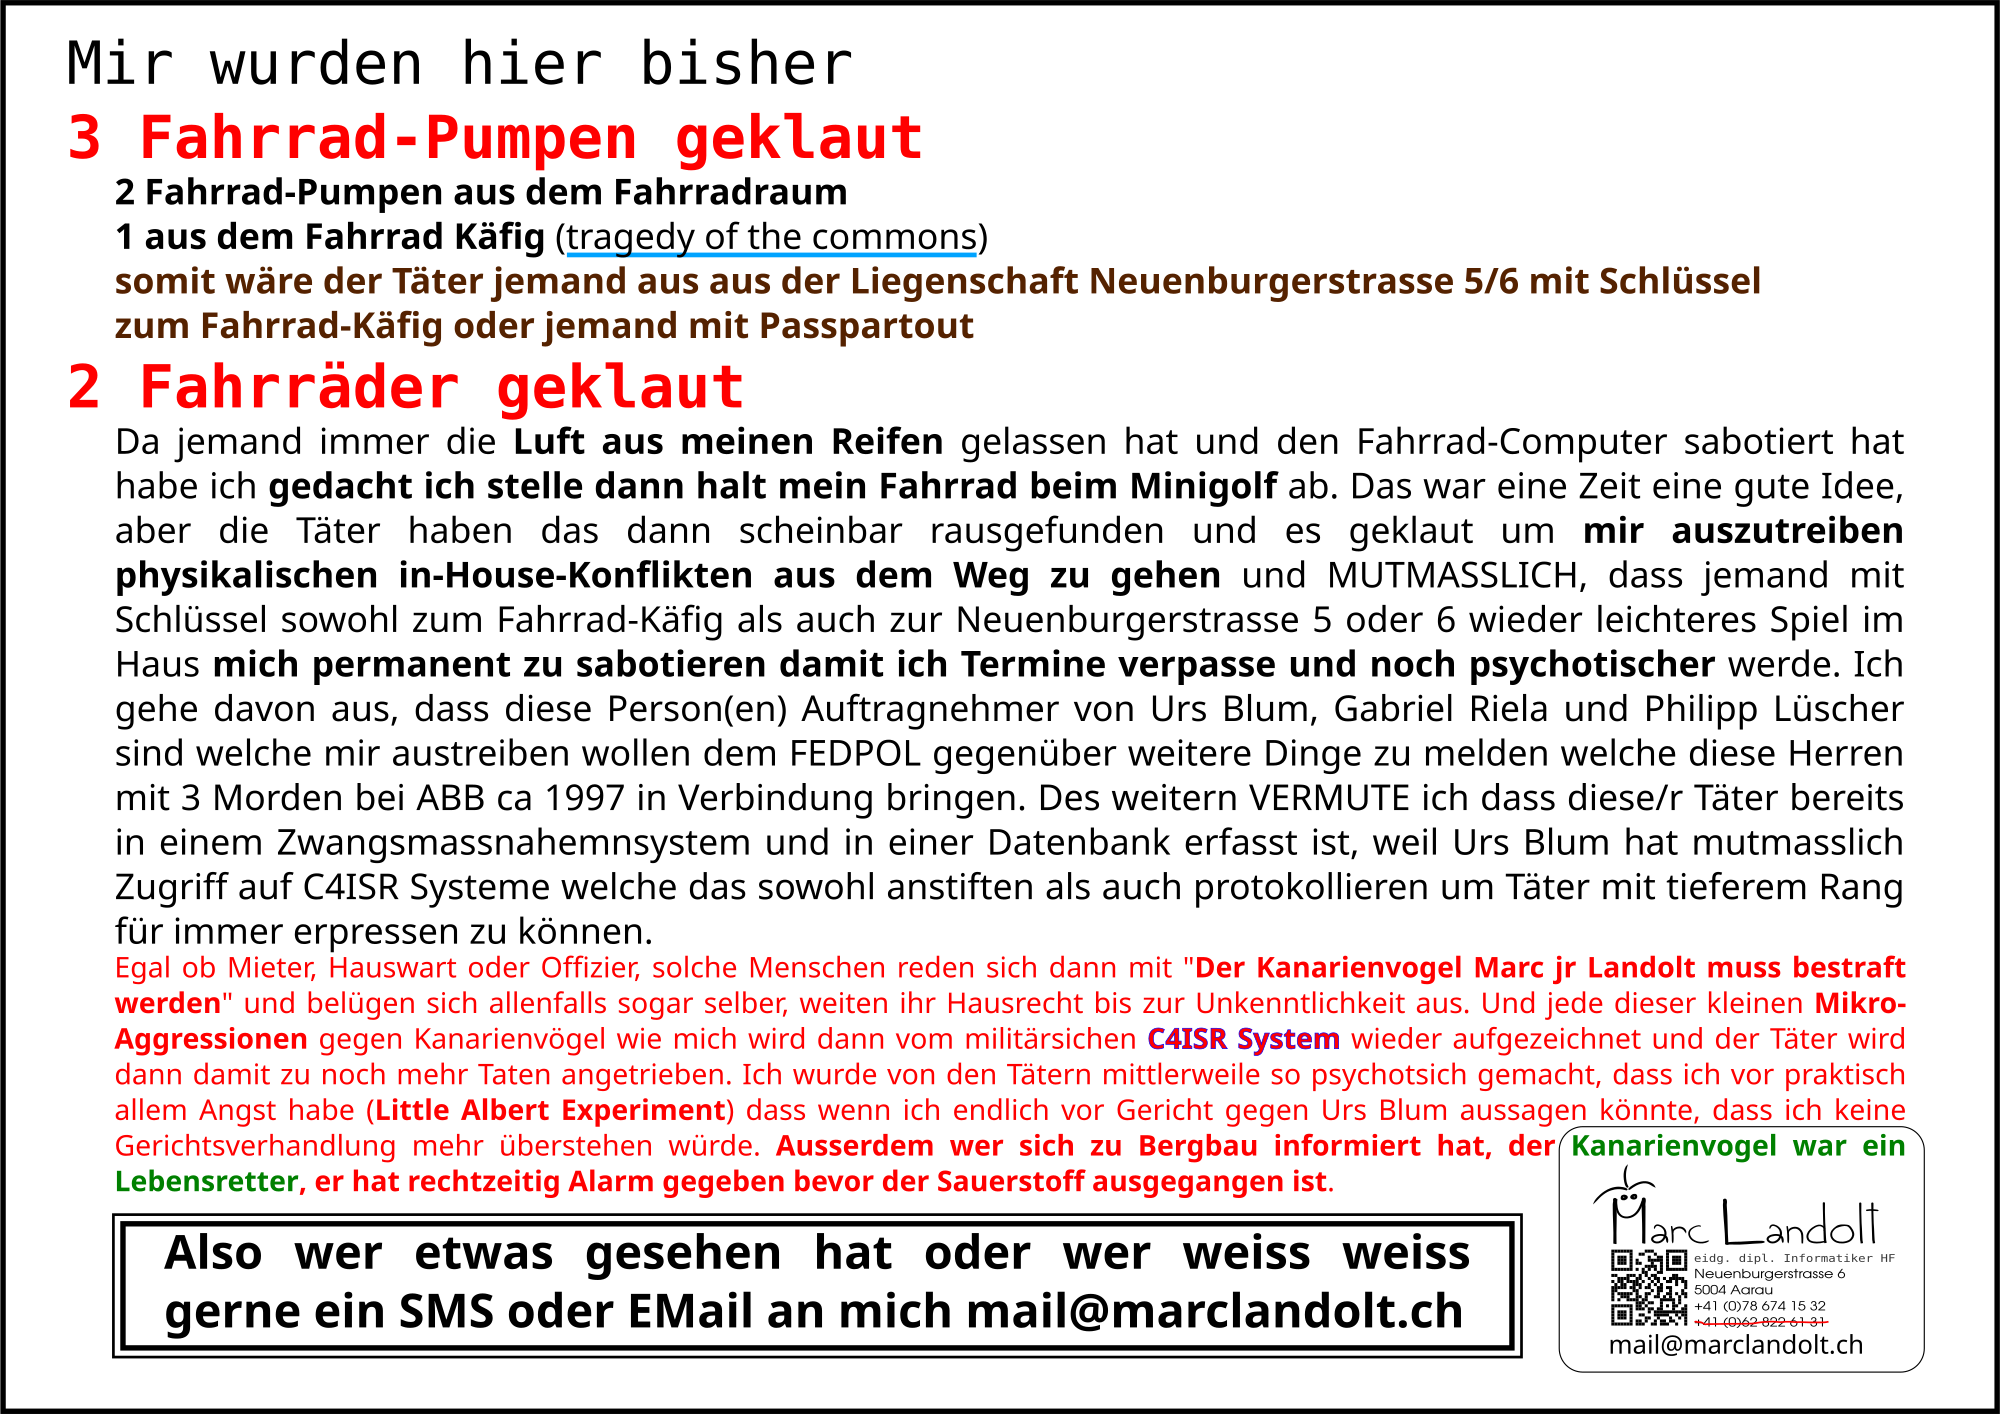 Mir wurden hier bisher
3 Fahrrad-Pumpen geklaut
2 Fahrrad-Pumpen aus dem Fahrradraum
1 aus dem Fahrrad Käfig (tragedy of the commons)
somit wäre der Täter jemand aus aus der Liegenschaft Neuenburgerstrasse 5/6 mit Schlüssel
zum Fahrrad-Käfig oder jemand mit Passpartout
2 Fahrräder geklaut
Da jemand immer die Luft aus meinen Reifen gelassen hat und den Fahrrad-Computer sabotiert hat
habe ich gedacht ich stelle dann halt mein Fahrrad beim Minigolf ab. Das war eine Zeit eine gute Idee,
aber die Täter haben das dann scheinbar rausgefunden und es geklaut um mir auszutreiben
physikalischen in-House-Konflikten aus dem Weg zu gehen und MUTMASSLICH, dass jemand mit
Schlüssel sowohl zum Fahrrad-Käfig als auch zur Neuenburgerstrasse 5 oder 6 wieder leichteres Spiel im
Haus mich permanent zu sabotieren damit ich Termine verpasse und noch psychotischer werde. Ich
gehe davon aus, dass diese Person(en) Auftragnehmer von Urs Blum, Gabriel Riela und Philipp Lüscher
sind welche mir austreiben wollen dem FEDPOL gegenüber weitere Dinge zu melden welche diese Herren
mit 3 Morden bei ABB ca 1997 in Verbindung bringen. Des weitern VERMUTE ich dass diese/r Täter bereits
in einem Zwangsmassnahemnsystem und in einer Datenbank erfasst ist, weil Urs Blum hat mutmasslich
Zugriff auf C4ISR Systeme welche das sowohl anstiften als auch protokollieren um Täter mit tieferem Rang
für immer erpressen zu können.
Egal ob Mieter, Hauswart oder Offizier, solche Menschen reden sich dann mit "Der Kanarienvogel Marc jr Landolt muss bestraft
werden" und belügen sich allenfalls sogar selber, weiten ihr Hausrecht bis zur Unkenntlichkeit aus. Und jede dieser kleinen Mikro-
Aggressionen gegen Kanarienvögel wie mich wird dann vom militärsichen C4ISR System wieder aufgezeichnet und der Täter wird
dann damit zu noch mehr Taten angetrieben. Ich wurde von den Tätern mittlerweile so psychotsich gemacht, dass ich vor praktisch
allem Angst habe (Little Albert Experiment) dass wenn ich endlich vor Gericht gegen Urs Blum aussagen könnte, dass ich keine
Gerichtsverhandlung mehr überstehen würde. Ausserdem wer sich zu Bergbau informiert hat, der Kanarienvogel war ein
Lebensretter, er hat rechtzeitig Alarm gegeben bevor der Sauerstoff ausgegangen ist.
Also wer etwas gesehen hat oder wer weiss weiss
gerne ein SMS oder EMail an mich mail@marclandolt.ch
Marc Landolt
eidg. dipl. Informatiker HF
Neuenburgerstrasse 6
5004 Aarau
+41 (0)78 674 15 32
+41 (0)62 822 61 31
mail@marclandolt.ch